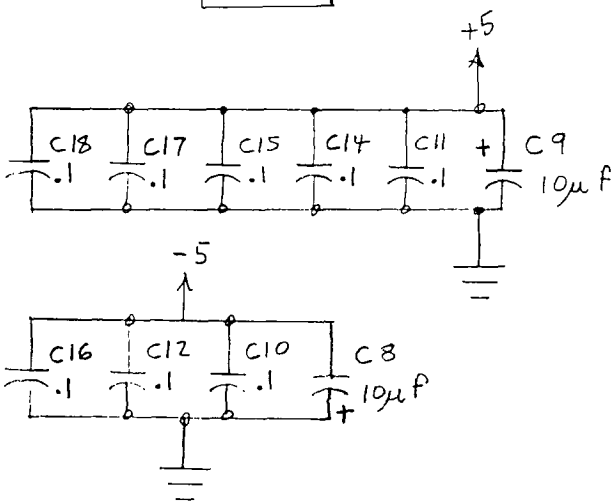 +5
C18 C17 C15 C14 C11 + C9
.1 .1 .1 .1 .1 10µf
-5
C16 C12 C10 C8
.1 .1 .1 10µf
+